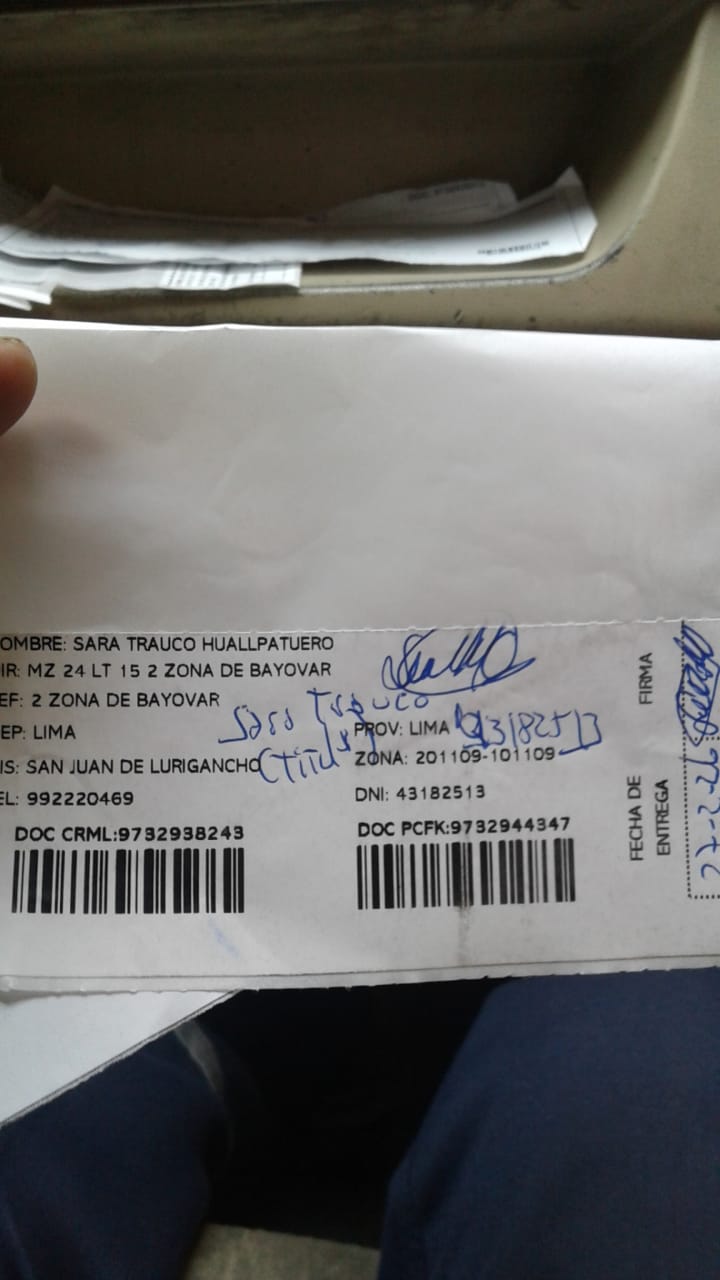 OMBRE: SARA TRAUCO HUALLPATUERO
IR: MZ 24 LT 15 2 ZONA DE BAYOVAR
EF: 2 ZONA DE BAYOVAR
Sara Trauco
EP: LIMA
PROV: LIMA
43182513
(Titular)
IS: SAN JUAN DE LURIGANCHO
ZONA: 201109-101109
EL: 992220469
DNI: 43182513
DOC CRML:9732938243
DOC PCFK:9732944347
FIRMA
FECHA DE
ENTREGA